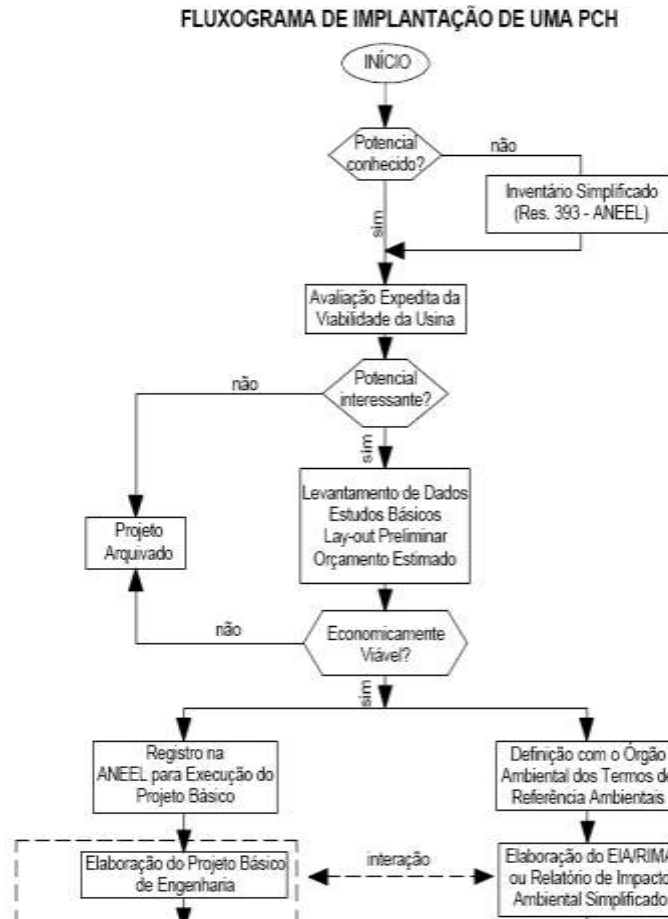 FLUXOGRAMA DE IMPLANTAÇÃO DE UMA PCH
INÍCIO
Potencial
conhecido?
não
Inventário Simplificado
(Res. 393 - ANEEL)
sim
Avaliação Expedita da
Viabilidade da Usina
não
Potencial
interessante?
sim
Levantamento de Dados
Estudos Básicos
Lay-out Preliminar
Orçamento Estimado
Projeto
Arquivado
não
Economicamente
Viável?
sim
Registro na
ANEEL para Execução do
Projeto Básico
Definição com o Órgão
Ambiental dos Termos de
Referência Ambientais
Elaboração do Projeto Básico
de Engenharia
interação
Elaboração do EIA/RIMA
ou Relatório de Impacto
Ambiental Simplificado